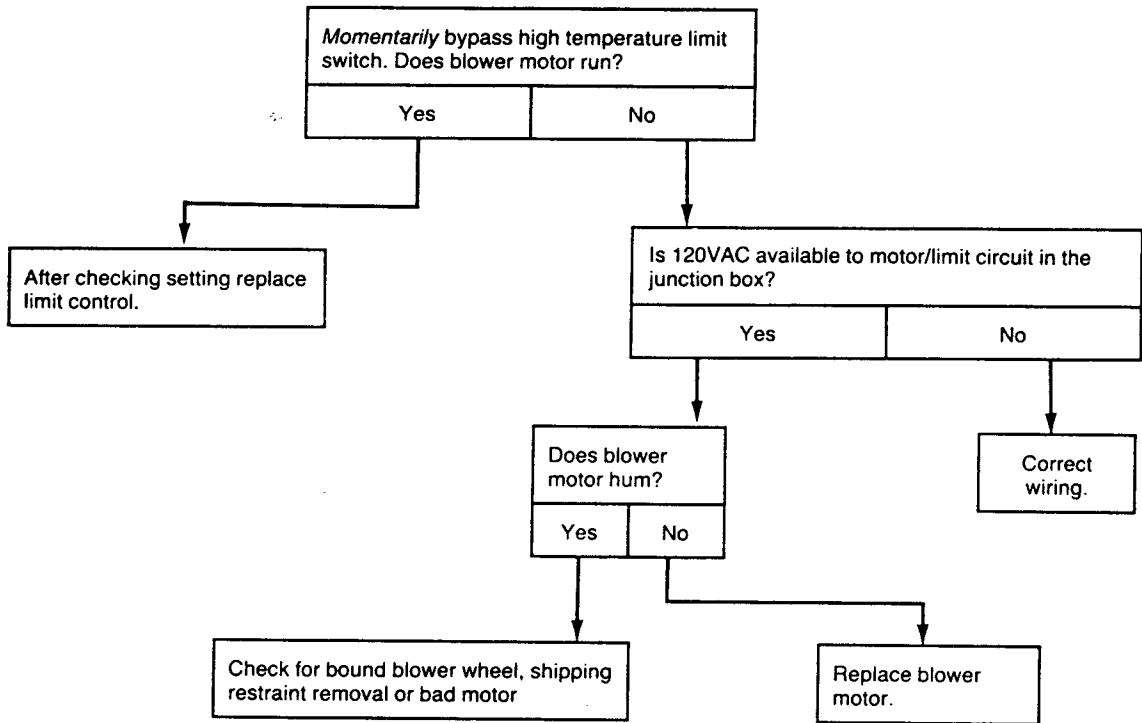 Momentarily bypass high temperature limit
switch. Does blower motor run?
Yes
No
After checking setting replace
limit control.
Is 120VAC available to motor/limit circuit in the
junction box?
Yes
No
Does blower
motor hum?
Yes
No
Correct
wiring.
Check for bound blower wheel, shipping
restraint removal or bad motor
Replace blower
motor.